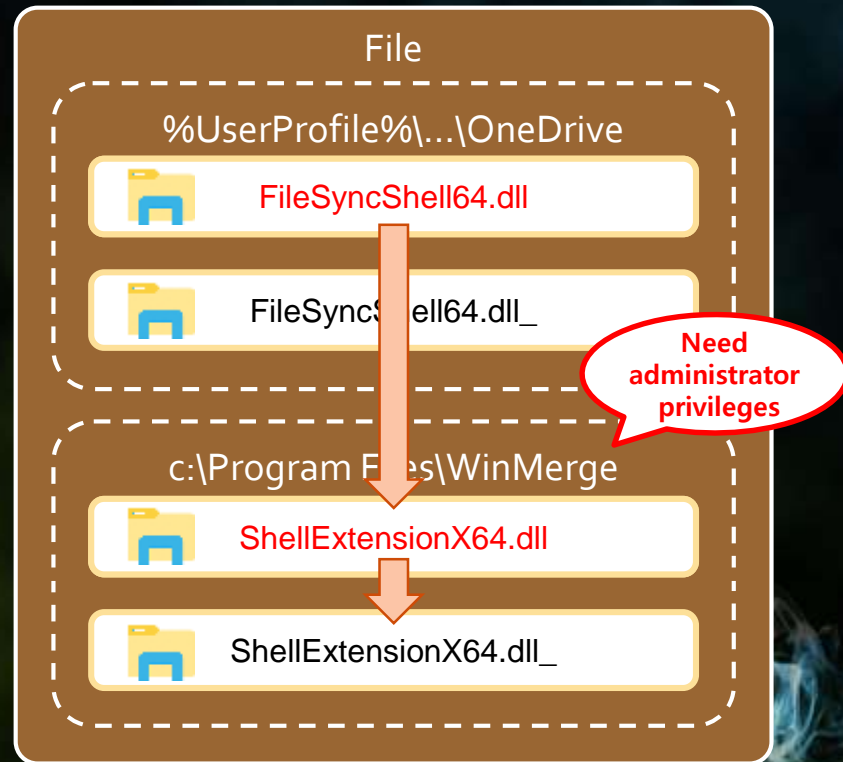 File
%UserProfile%\...\OneDrive
FileSyncShell64.dll
FileSyncShell64.dll_
Need
administrator
privileges
c:\Program Files\WinMerge
ShellExtensionX64.dll
ShellExtensionX64.dll_